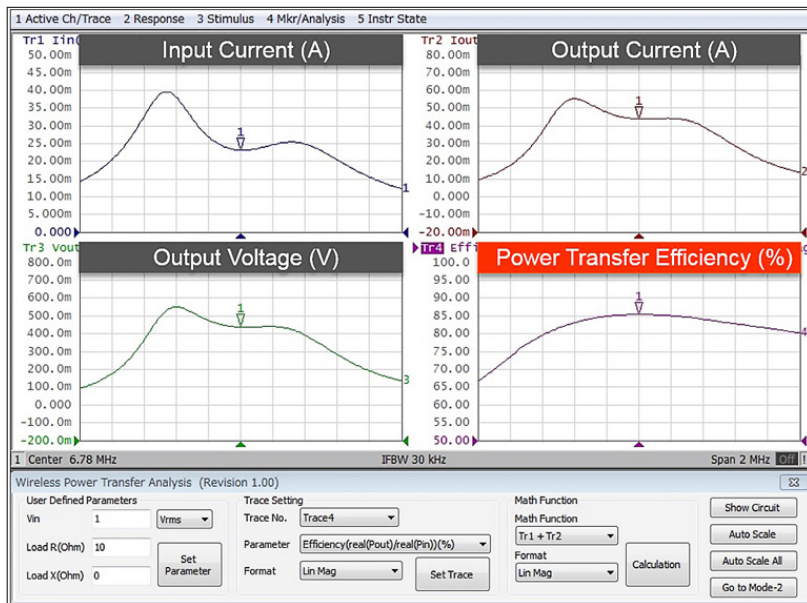 1 Active Ch/Trace 2 Response 3 Stimulus 4 Mkr/Analysis 5 Instr State
Tr1 Iin(
Input Current (A)
50.00m
45.00m
40.00m
35.00m
30.00m
25.00m
20.00m
15.00m
10.00m
5.000m
0.000
1
1
Tr2 Iout
Output Current (A)
80.00m
70.00m
60.00m
50.00m
40.00m
30.00m
20.00m
10.00m
0.000
-10.00m
-20.00m
1
2
Tr3 Vout
Output Voltage (V)
800.0m
700.0m
600.0m
500.0m
400.0m
300.0m
200.0m
100.0m
0.000
-100.0m
-200.0m
1
3
Tr4 Effi
Power Transfer Efficiency (%)
100.0
95.00
90.00
85.00
80.00
75.00
70.00
65.00
60.00
55.00
50.00
1
4
1 Center 6.78 MHz IFBW 30 kHz Span 2 MHz Off !
Wireless Power Transfer Analysis (Revision 1.00)
User Defined Parameters
Vin 1 Vrms
Load R(Ohm) 10
Load X(Ohm) 0
Set Parameter
Trace Setting
Trace No. Trace4
Parameter Efficiency(real(Pout)/real(Pin))(%)
Format Lin Mag
Set Trace
Math Function
Math Function
Tr1 + Tr2
Format
Lin Mag
Calculation
Show Circuit
Auto Scale
Auto Scale All
Go to Mode-2